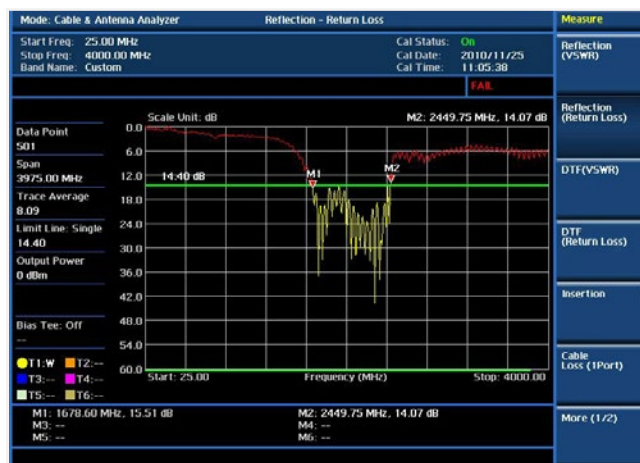 Mode: Cable & Antenna Analyzer Reflection - Return Loss Measure
Start Freq: 25.00 MHz Cal Status: On
Stop Freq: 4000.00 MHz Cal Date: 2010/11/25
Band Name: Custom Cal Time: 11:05:38
Reflection
(VSWR)
FAIL
Reflection
(Return Loss)
Scale Unit: dB M2: 2449.75 MHz, 14.07 dB
Data Point
501
Span
3975.00 MHz
Trace Average
8.09
Limit Line: Single
14.40
Output Power
0 dBm
Bias Tee: Off
--
T1:W T2:--
T3:-- T4:--
T5:-- T6:--
0.0
6.0
12.0
18.0
24.0
30.0
36.0
42.0
48.0
54.0
60.0
14.40 dB
M1
M2
Start: 25.00 Frequency (MHz) Stop: 4000.00
DTF(VSWR)
DTF
(Return Loss)
Insertion
Cable
Loss (1Port)
More (1/2)
M1: 1678.60 MHz, 15.51 dB M2: 2449.75 MHz, 14.07 dB
M3: -- M4: --
M5: -- M6: --